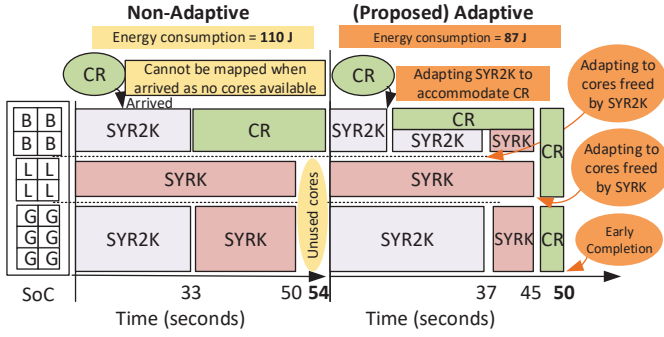 Non-Adaptive
(Proposed) Adaptive
Energy consumption = 110 J
Energy consumption = 87 J
CR
Cannot be mapped when
arrived as no cores available
Arrived
CR
Adapting SYR2K to
accommodate CR
Adapting to
cores freed
by SYR2K
B B
B B
SYR2K
CR
SYR2K
CR
SYR2K
SYRK
CR
L L
L L
SYRK
Unused cores
SYRK
Adapting to
cores freed
by SYRK
G G
G G
G G
SYR2K
SYRK
SYR2K
SYRK
CR
Early
Completion
SoC
33
50
54
37
45
50
Time (seconds)
Time (seconds)